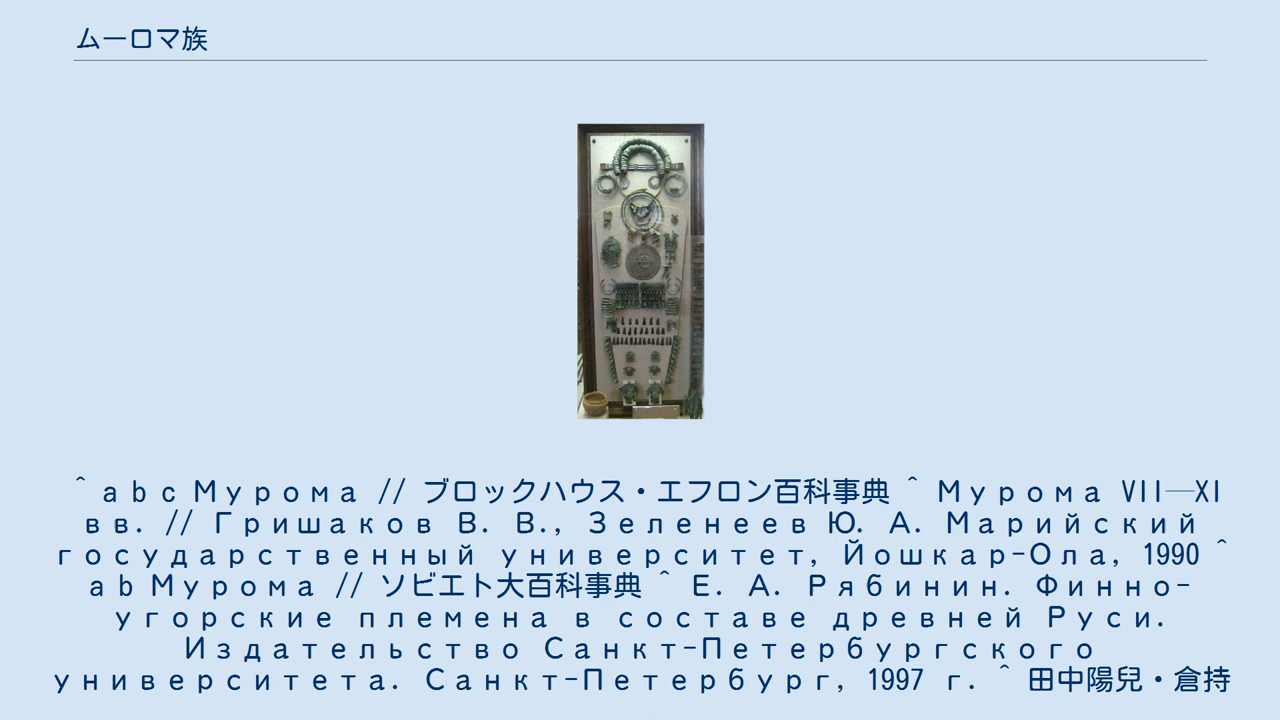 ムーロマ族
^ a b c Мурома // ブロックハウス・エフロン百科事典 ^ Мурома VII—XI
вв. // Гришаков В. В., Зеленеев Ю. А. Марийский
государственный университет, Йошкар-Ола, 1990 ^
a b Мурома // ソビエト大百科事典 ^ Е. А. Рябинин. Финно-
угорские племена в составе древней Руси.
Издательство Санкт-Петербургского
университета. Санкт-Петербург, 1997 г. ^ 田中陽兒・倉持